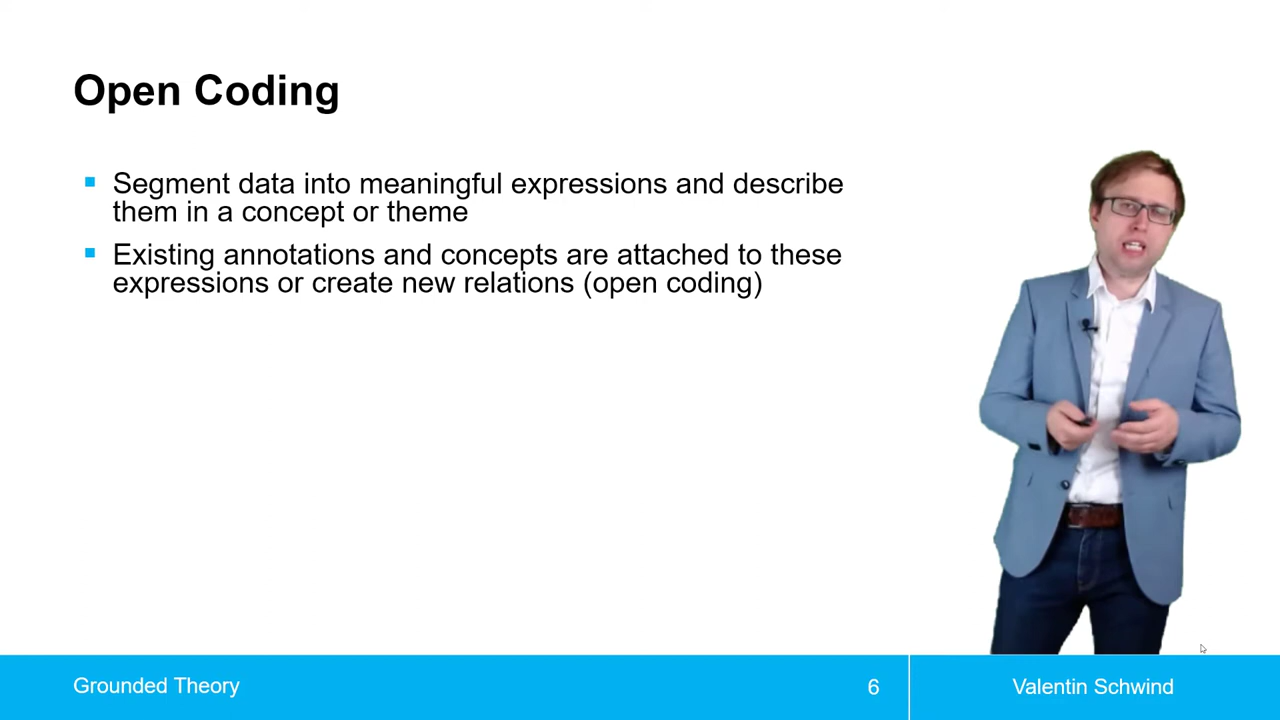 Open Coding
Segment data into meaningful expressions and describe
them in a concept or theme
Existing annotations and concepts are attached to these
expressions or create new relations (open coding)
Grounded Theory
6
Valentin Schwind